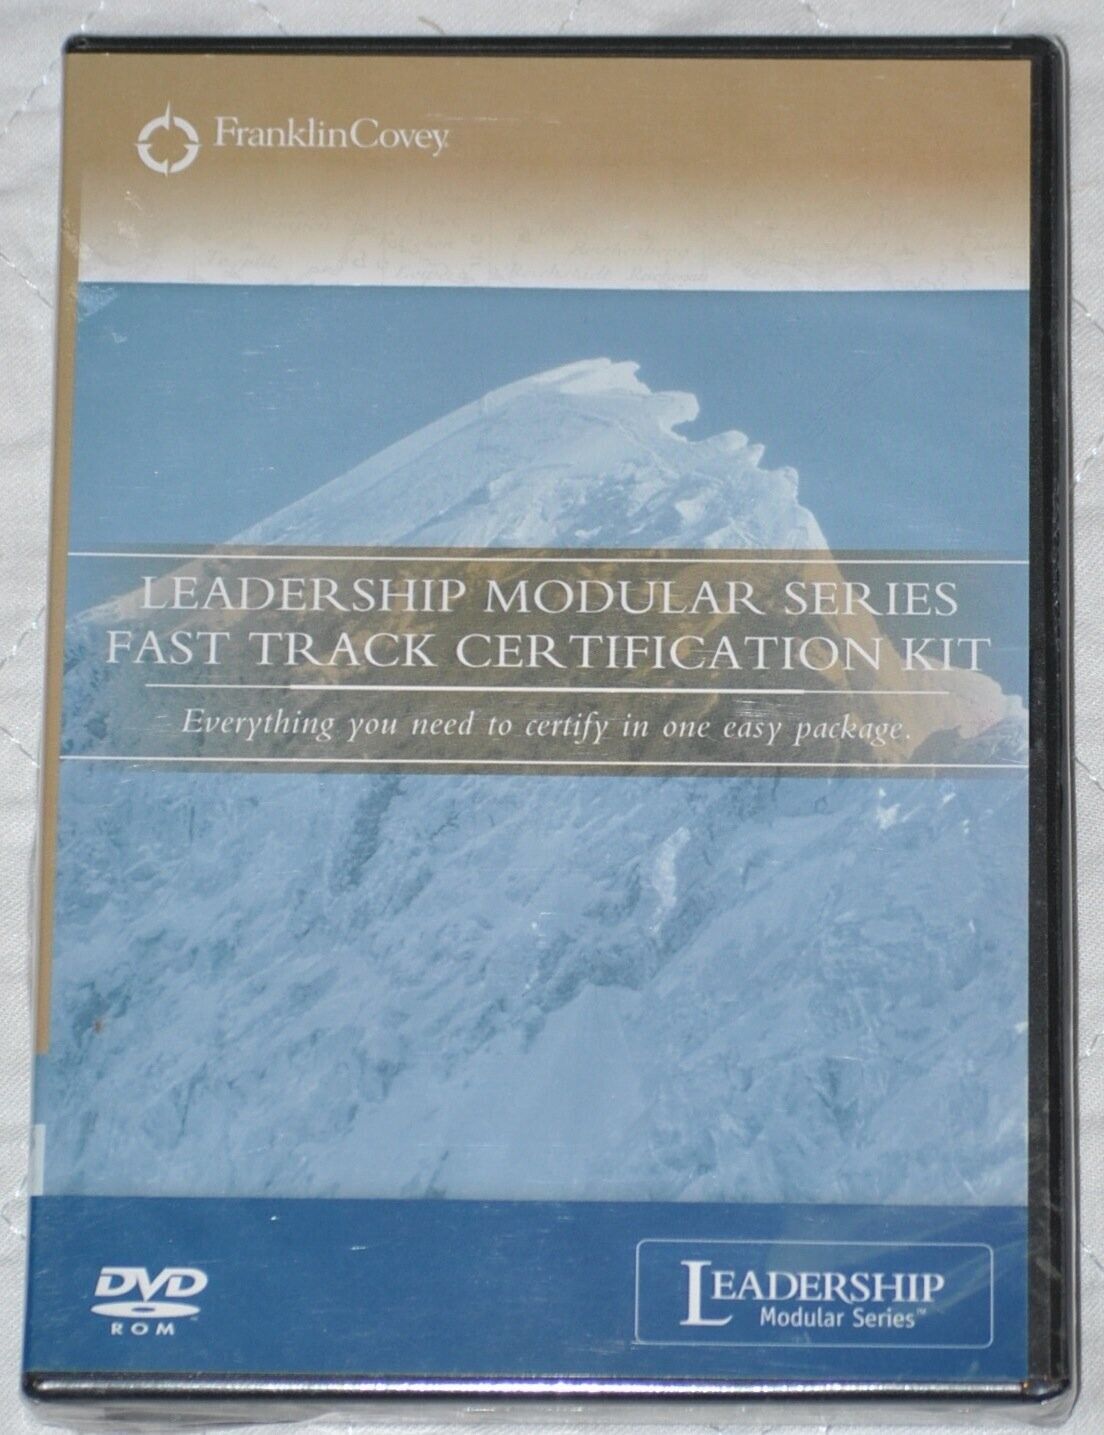 FranklinCovey
LEADERSHIP MODULAR SERIES
FAST TRACK CERTIFICATION KIT
Everything you need to certify in one easy package.
DVD
ROM
LEADERSHIP
Modular Series™